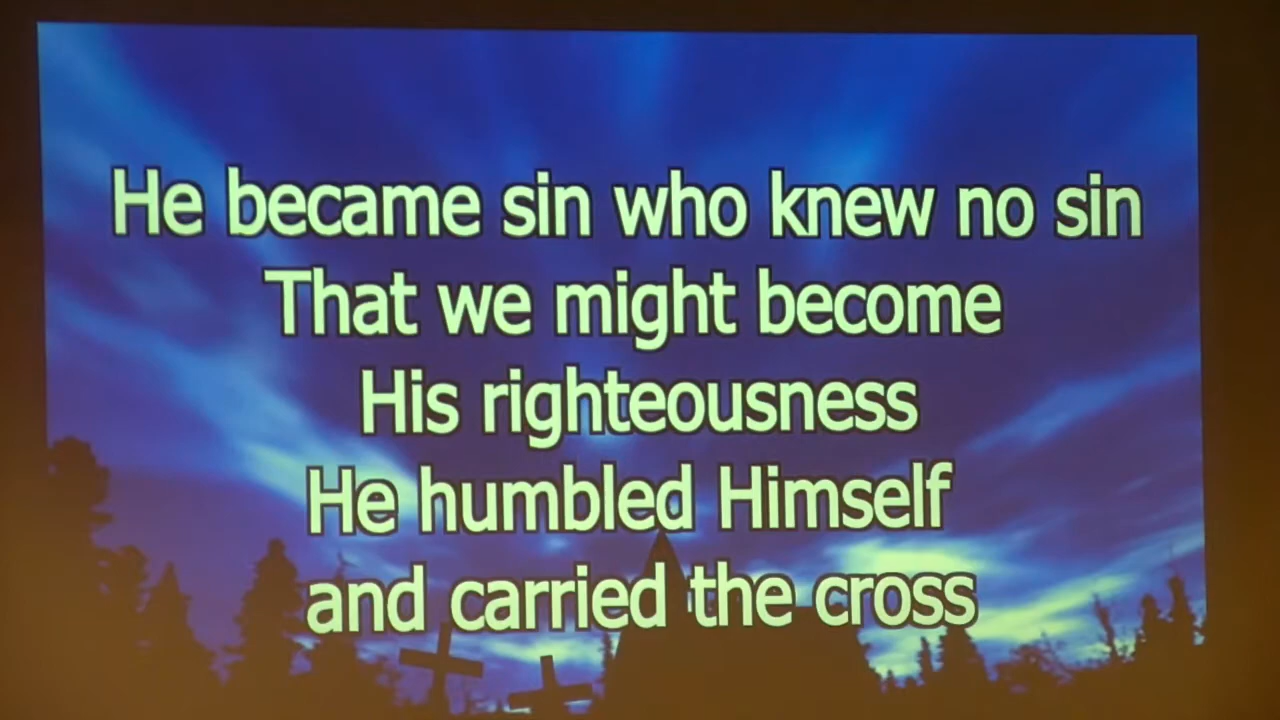 He became sin who knew no sin
That we might become
His righteousness
He humbled Himself
and carried the cross